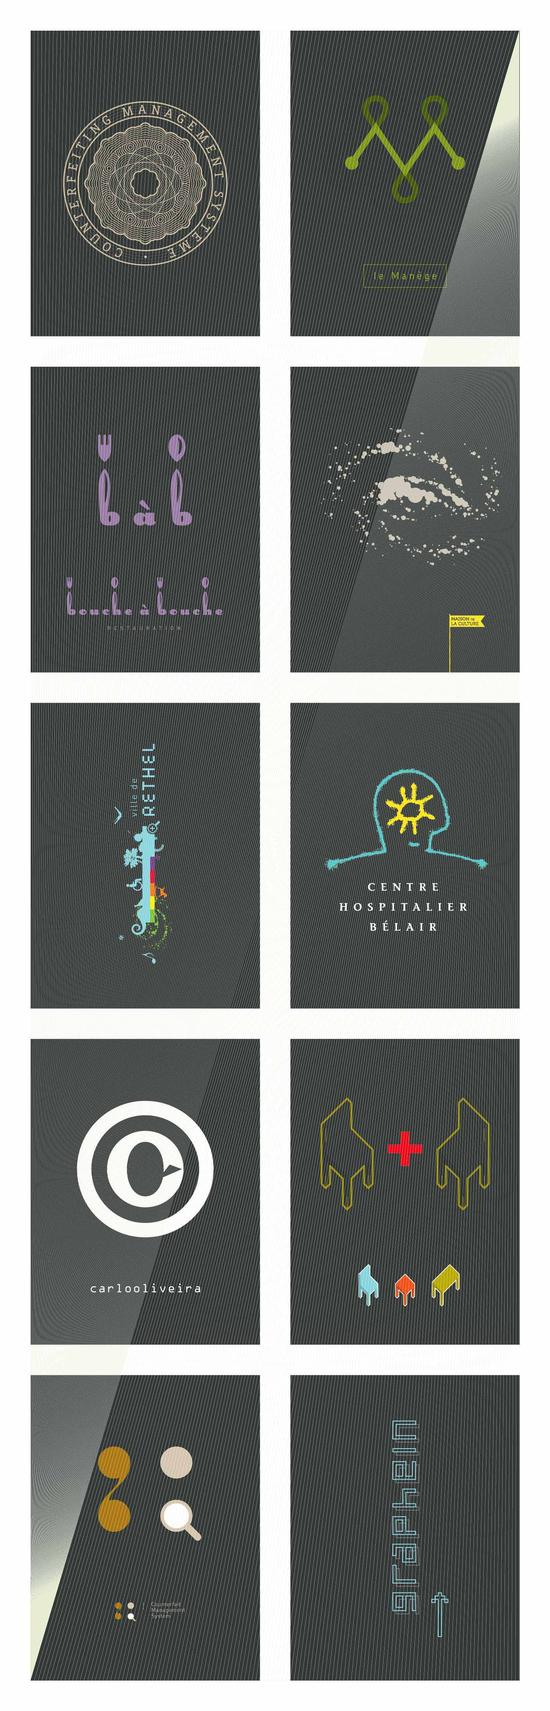 COUNTERFEITING MANAGEMENT SYSTEME
le Manège
b à b
bouche à bouche
RESTAURATION
MAISON DE
LA CULTURE
ville de
RETHEL
CENTRE
HOSPITALIER
BÉLAIR
carlooliveira
Counterfeit
Management
System
graphein